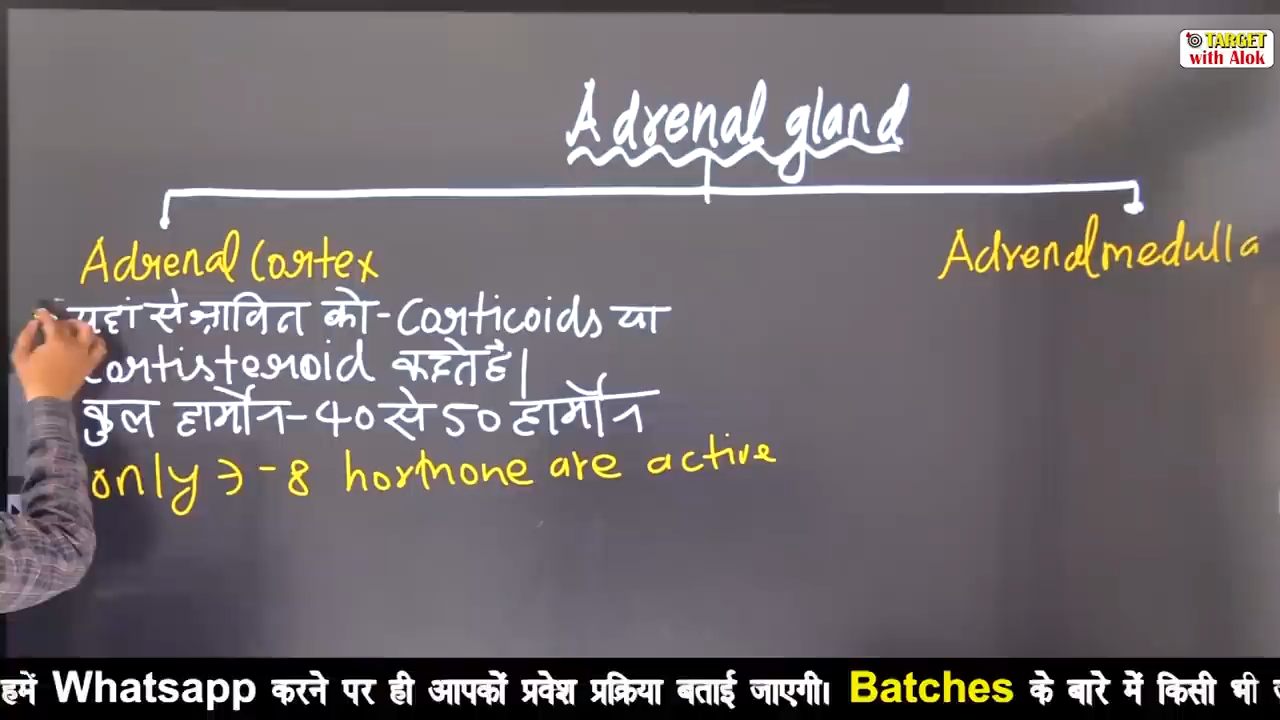 TARGET
with Alok
Adrenal gland
Adrenal Cortex
Adrenal medulla
यहां से स्रावित को - Corticoids या
Cortisteroid कहते है।
कुल हार्मोन - 40 से 50 हार्मोन
only 7 - 8 hormone are active
हमें Whatsapp करने पर ही आपकों प्रवेश प्रक्रिया बताई जाएगी। Batches के बारे में किसी भी